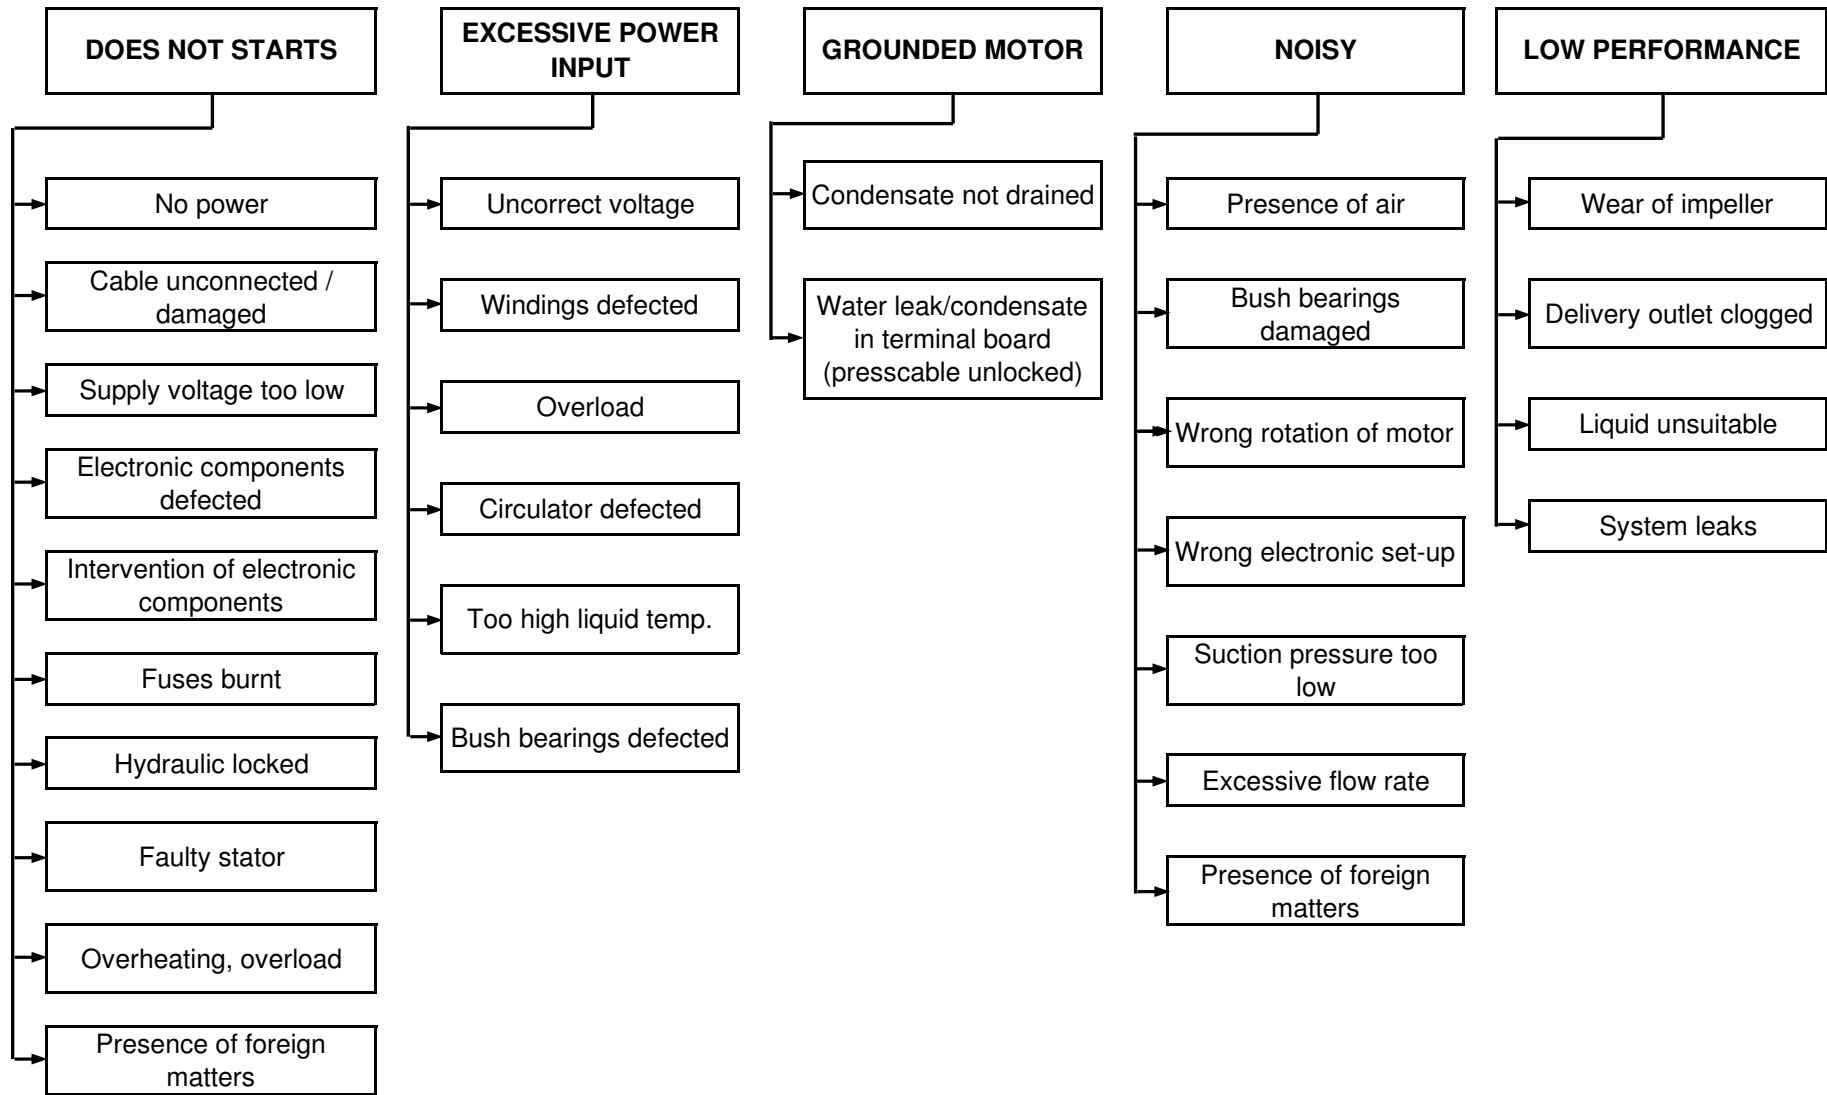 DOES NOT STARTS
No power
Cable unconnected /
damaged
Supply voltage too low
Electronic components
defected
Intervention of electronic
components
Fuses burnt
Hydraulic locked
Faulty stator
Overheating, overload
Presence of foreign
matters
EXCESSIVE POWER
INPUT
Uncorrect voltage
Windings defected
Overload
Circulator defected
Too high liquid temp.
Bush bearings defected
GROUNDED MOTOR
Condensate not drained
Water leak/condensate
in terminal board
(presscable unlocked)
NOISY
Presence of air
Bush bearings
damaged
Wrong rotation of motor
Wrong electronic set-up
Suction pressure too
low
Excessive flow rate
Presence of foreign
matters
LOW PERFORMANCE
Wear of impeller
Delivery outlet clogged
Liquid unsuitable
System leaks